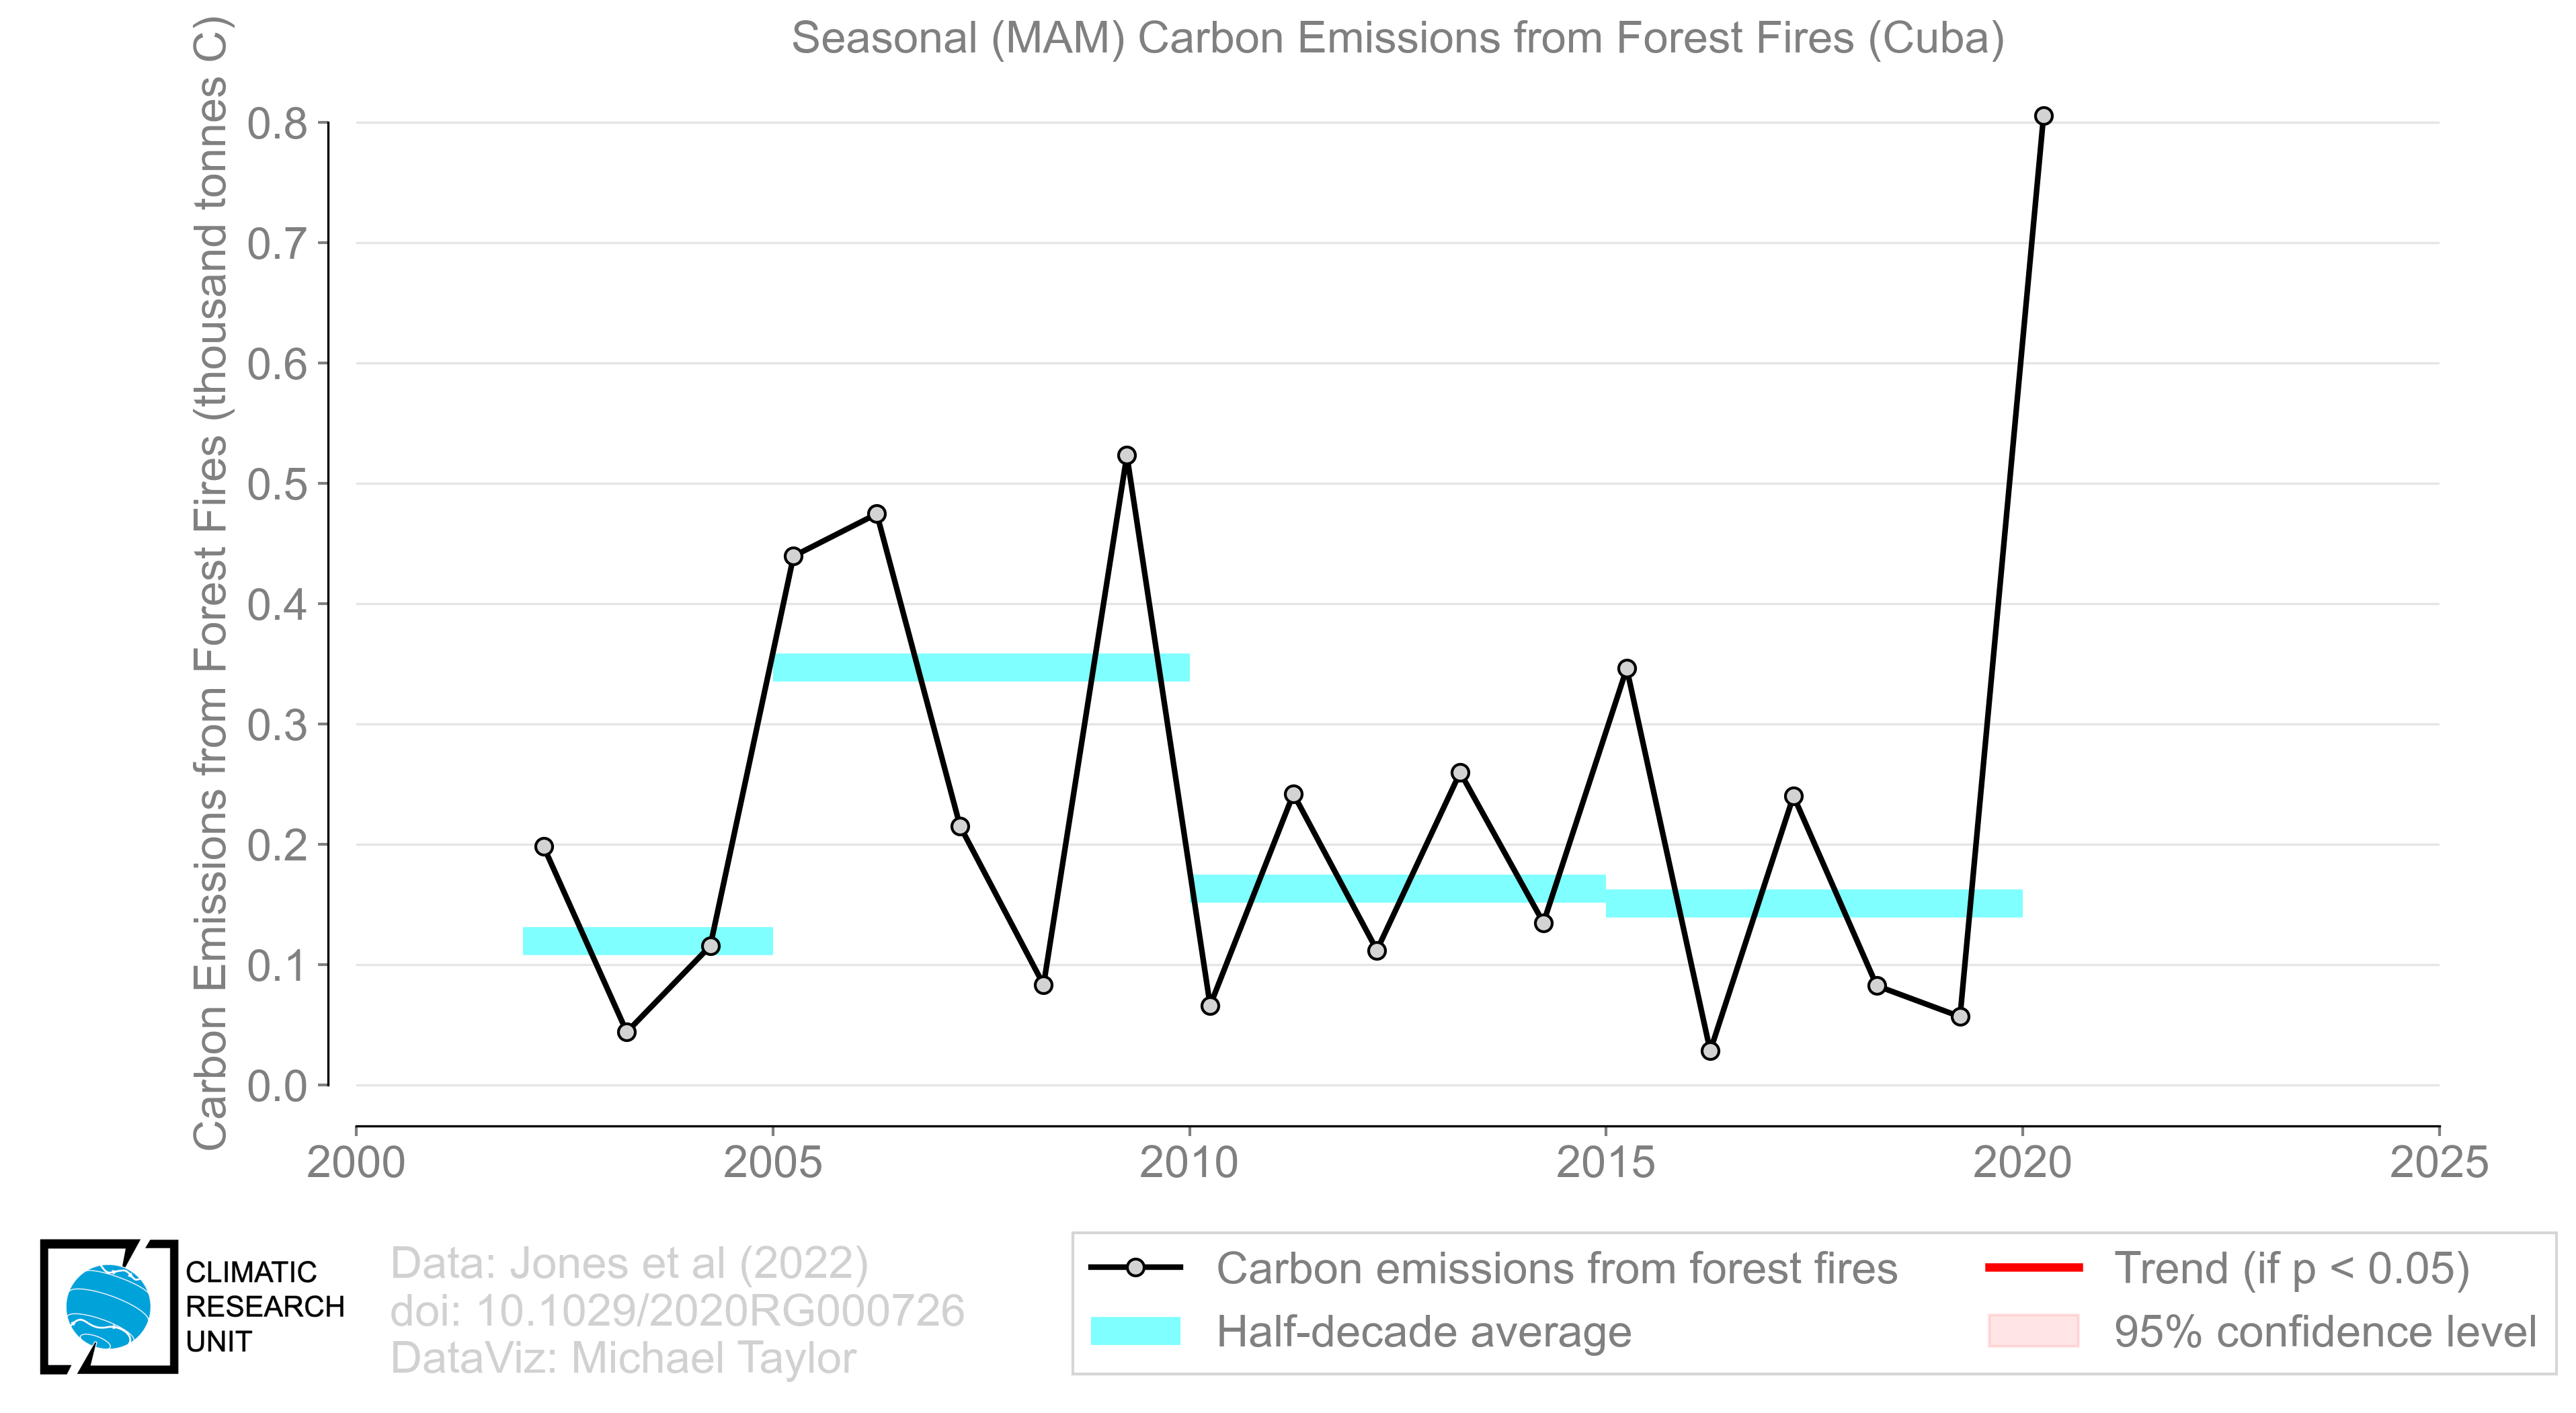 Seasonal (MAM) Carbon Emissions from Forest Fires (Cuba)
Carbon Emissions from Forest Fires (thousand tonnes C)
0.8
0.7
0.6
0.5
0.4
0.3
0.2
0.1
0.0
2000 2005 2010 2015 2020 2025
CLIMATIC
RESEARCH
UNIT
Data: Jones et al (2022)
doi: 10.1029/2020RG000726
DataViz: Michael Taylor
Carbon emissions from forest fires
Half-decade average
Trend (if p < 0.05)
95% confidence level